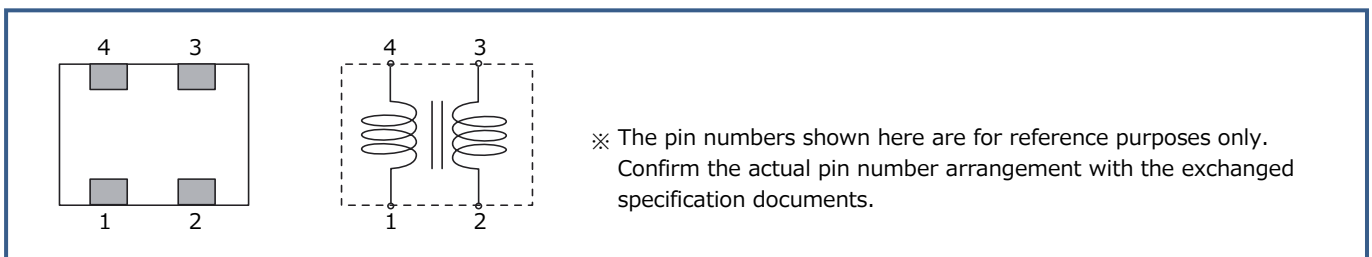 4 3
1 2
4 3
1 2
※ The pin numbers shown here are for reference purposes only.
Confirm the actual pin number arrangement with the exchanged
specification documents.